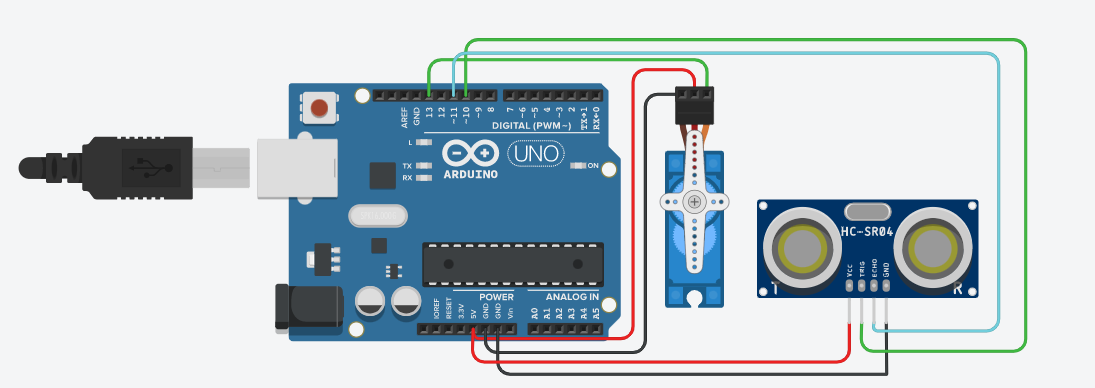 AREF
GND
13
12
~11
~10
~9
8
7
~6
~5
4
~3
2
TX→1
RX←0
DIGITAL (PWM~)
L
TX
RX
ARDUINO
UNO
ON
IOREF
RESET
3.3V
5V
GND
GND
Vin
POWER
ANALOG IN
A0
A1
A2
A3
A4
A5
HC-SR04
VCC
TRIG
ECHO
GND
T
R